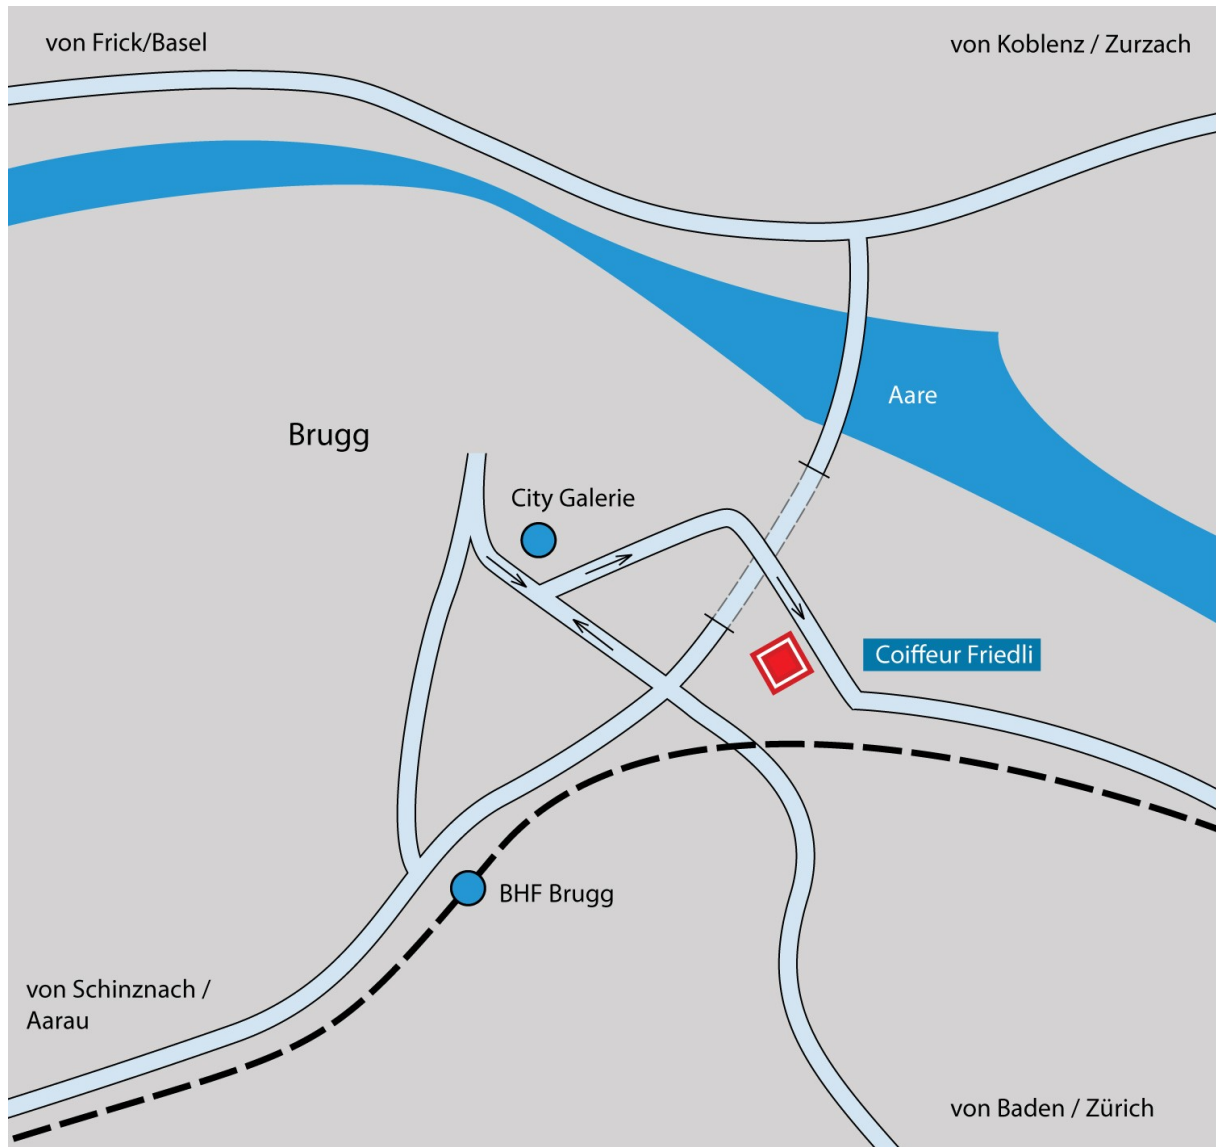 von Frick/Basel
von Koblenz / Zurzach
Aare
Brugg
City Galerie
Coiffeur Friedli
BHF Brugg
von Schinznach /
Aarau
von Baden / Zürich